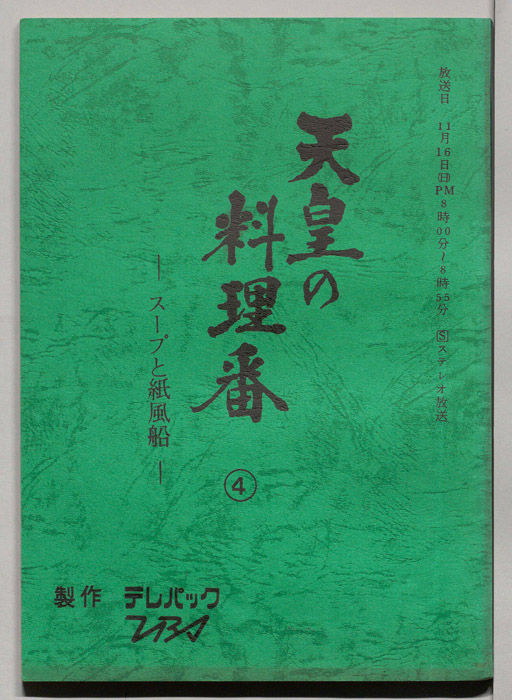 放送日 11月16日㈰PM8時00分〜8時55分 Sステレオ放送
天皇の
料理番
④
― スープと紙風船 ―
製作 テレパック
TBS